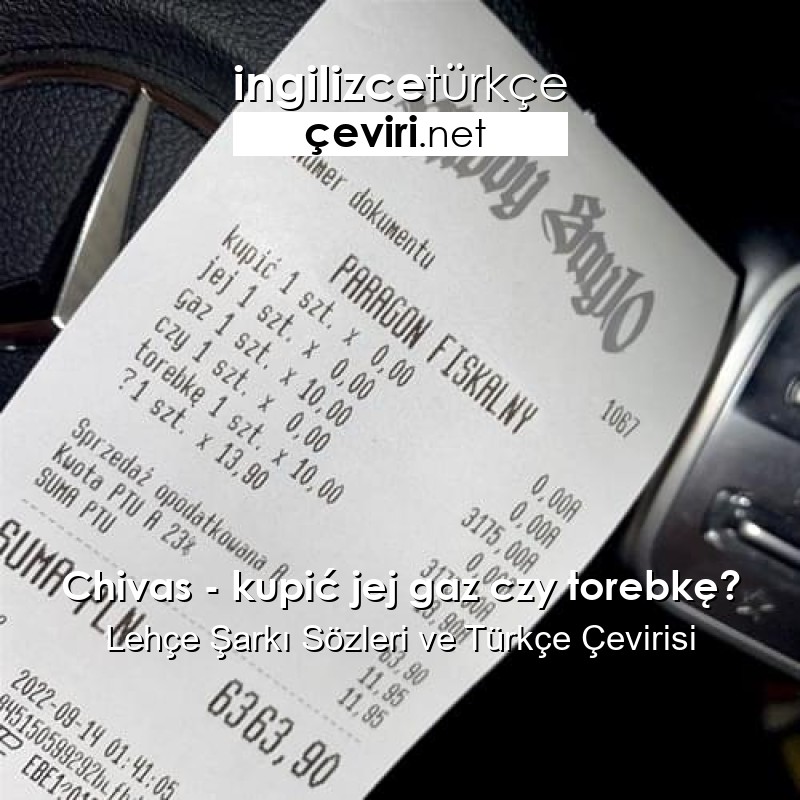 ingilizcetürkçe
çeviri.net
Saylo
numer dokumentu
1067
PARAGON FISKALNY
kupić 1 szt. x 0,00 0,00A
jej 1 szt. x 0,00 0,00A
gaz 1 szt. x 10,00 3175,00A
czy 1 szt. x 0,00
torebkę 1 szt. x 10,00
? 1 szt. x 13,90
Sprzedaż opodatkowana A
Kwota PTU A 23% 11,95
SUMA PTU 11,95
Chivas - kupić jej gaz czy torebkę?
Lehçe Şarkı Sözleri ve Türkçe Çevirisi
SUMA PLN 6363,90
2022-09-14 01:41:05